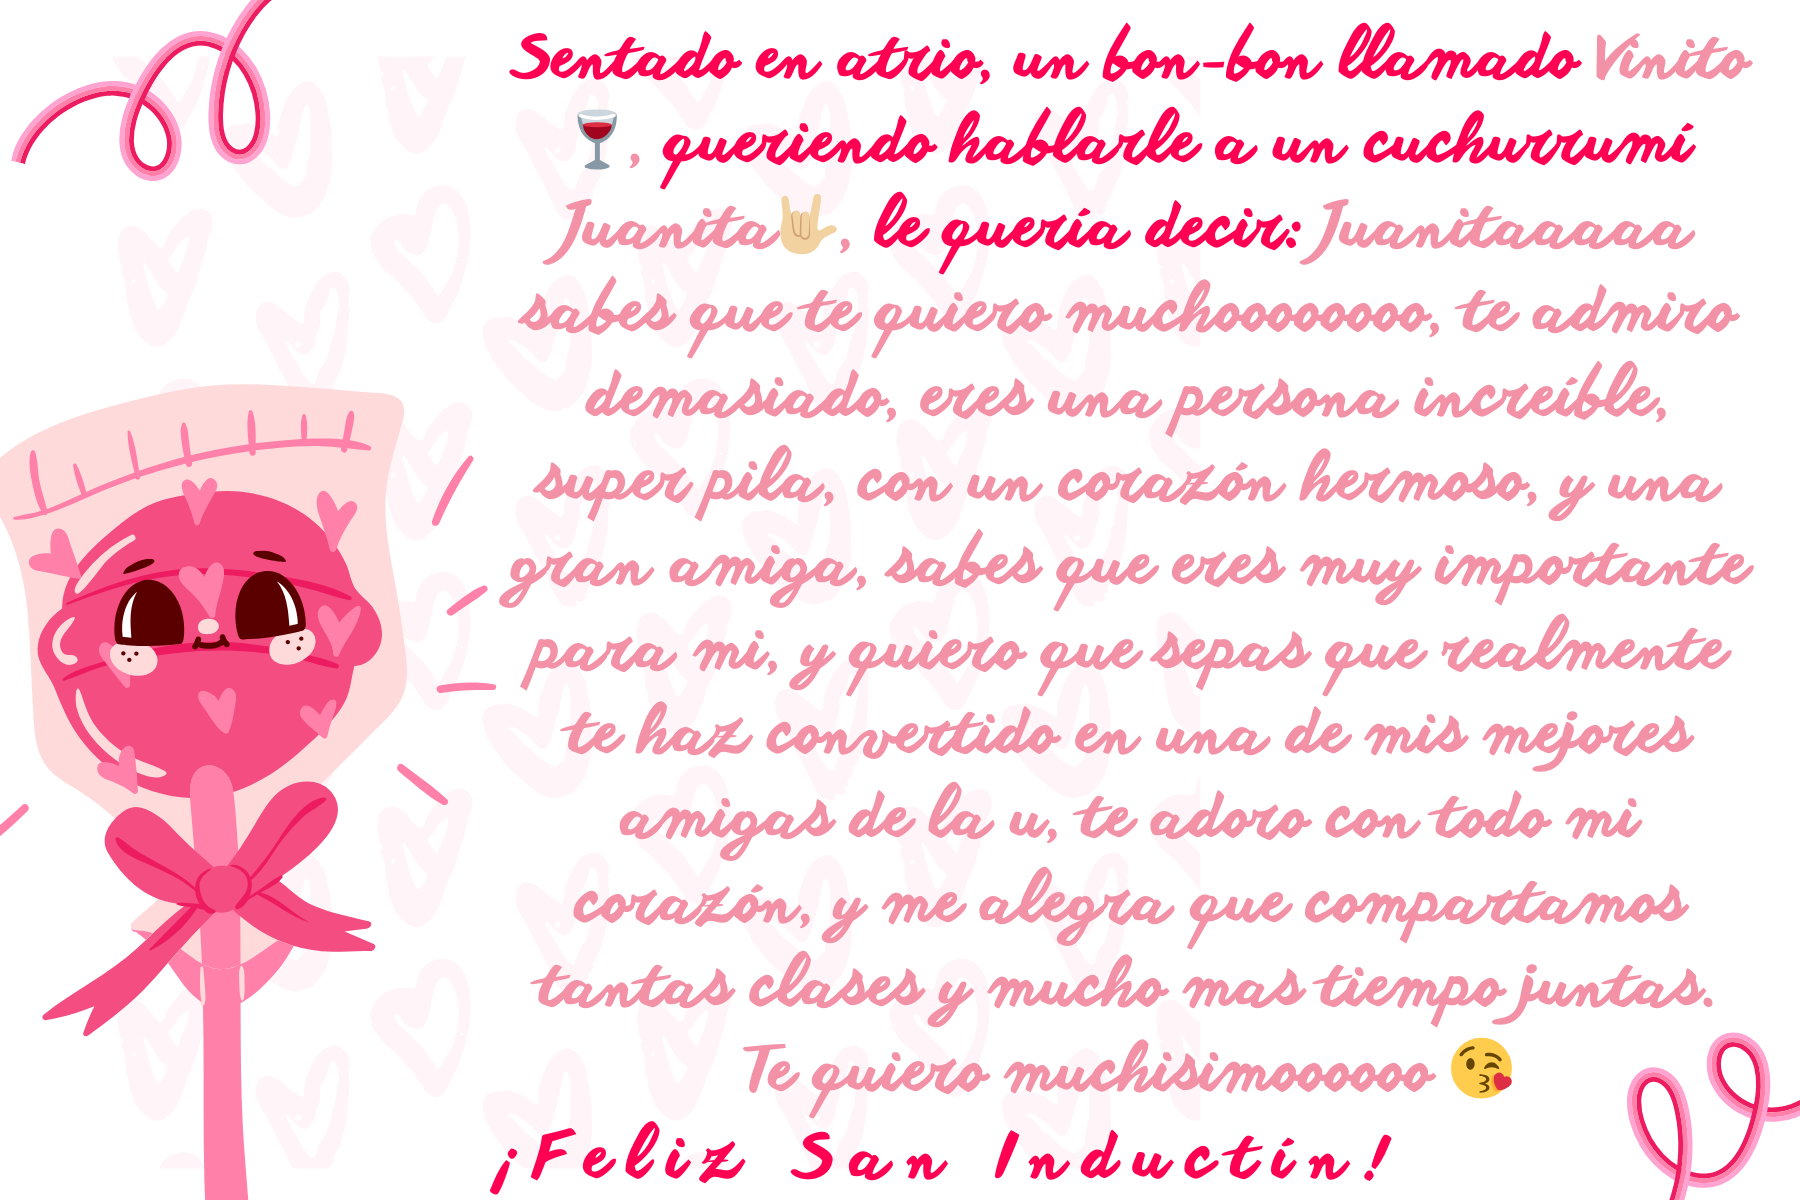 Sentado en atrio, un bon-bon llamado Vinito
🍷, queriendo hablarle a un cuchurrumí
Juanita🤟🏼, le quería decir: Juanitaaaaa
sabes que te quiero muchoooooooo, te admiro
demasiado, eres una persona increíble,
super pila, con un corazón hermoso, y una
gran amiga, sabes que eres muy importante
para mi, y quiero que sepas que realmente
te haz convertido en una de mis mejores
amigas de la u, te adoro con todo mi
corazón, y me alegra que compartamos
tantas clases y mucho mas tiempo juntas.
Te quiero muchisimoooooo 😘
¡Feliz San Inductín!